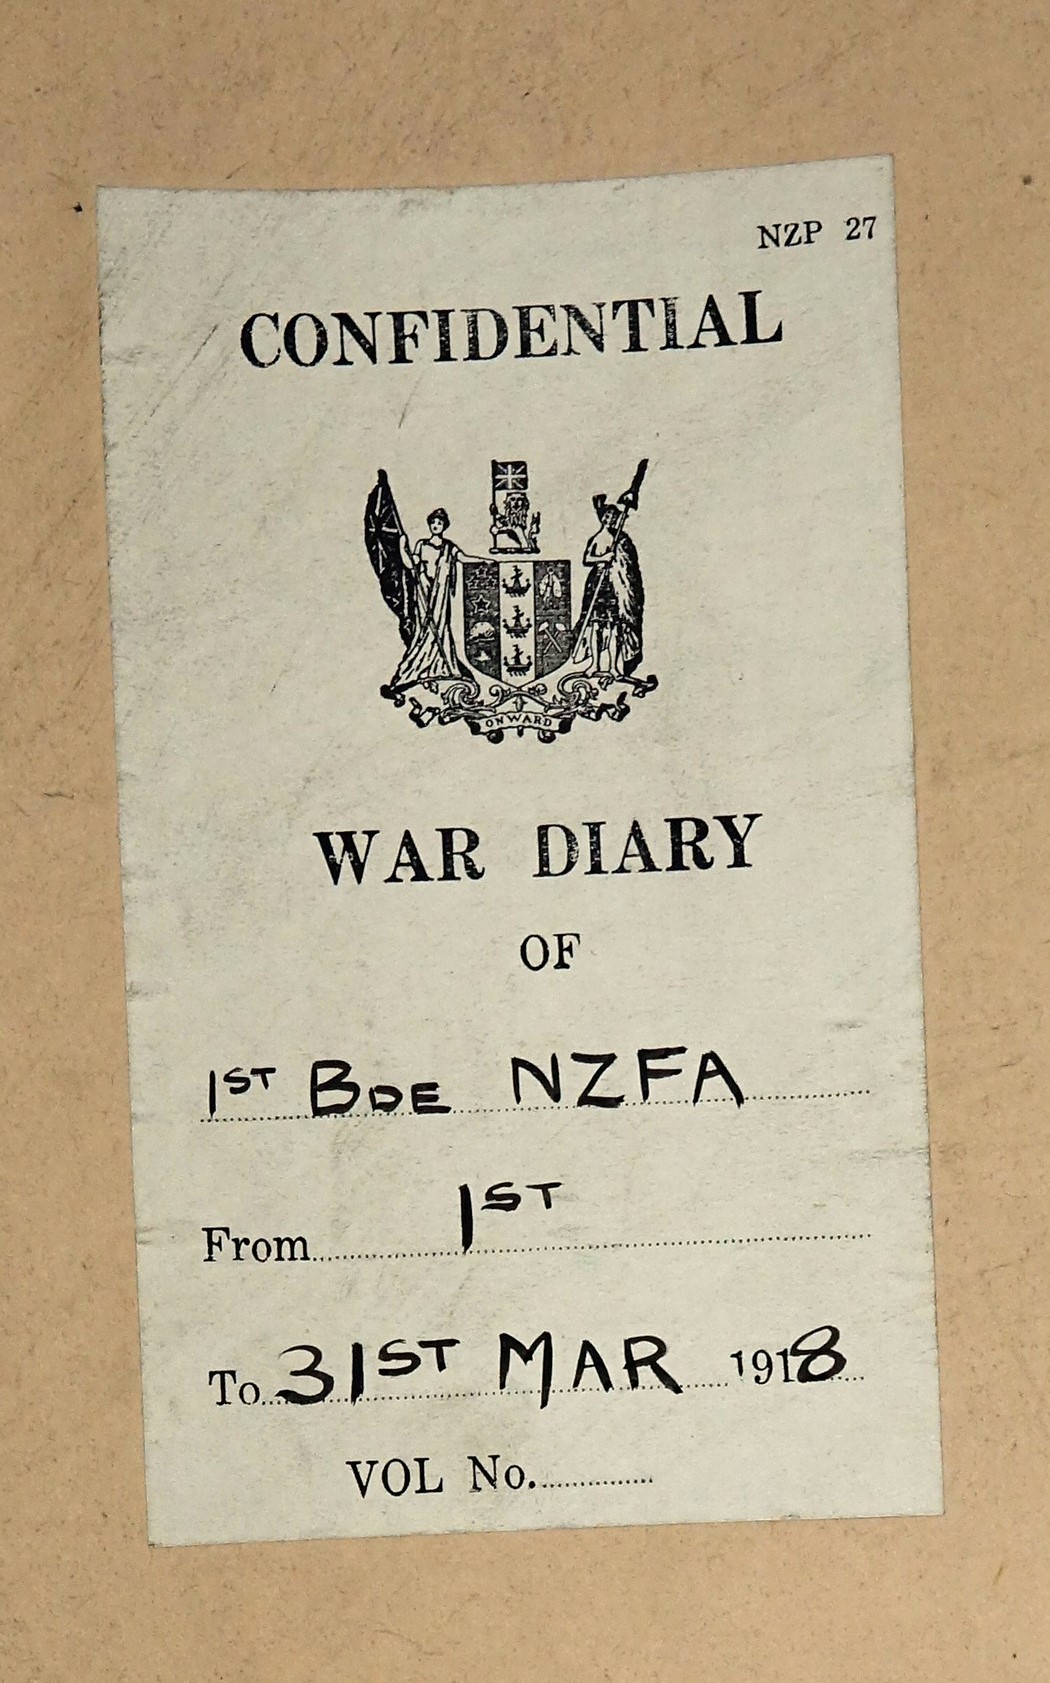 NZP 27
CONFIDENTIAL
ONWARD
WAR DIARY
OF
1ST BDE NZFA
From 1ST
To 31ST MAR 1918
VOL No.